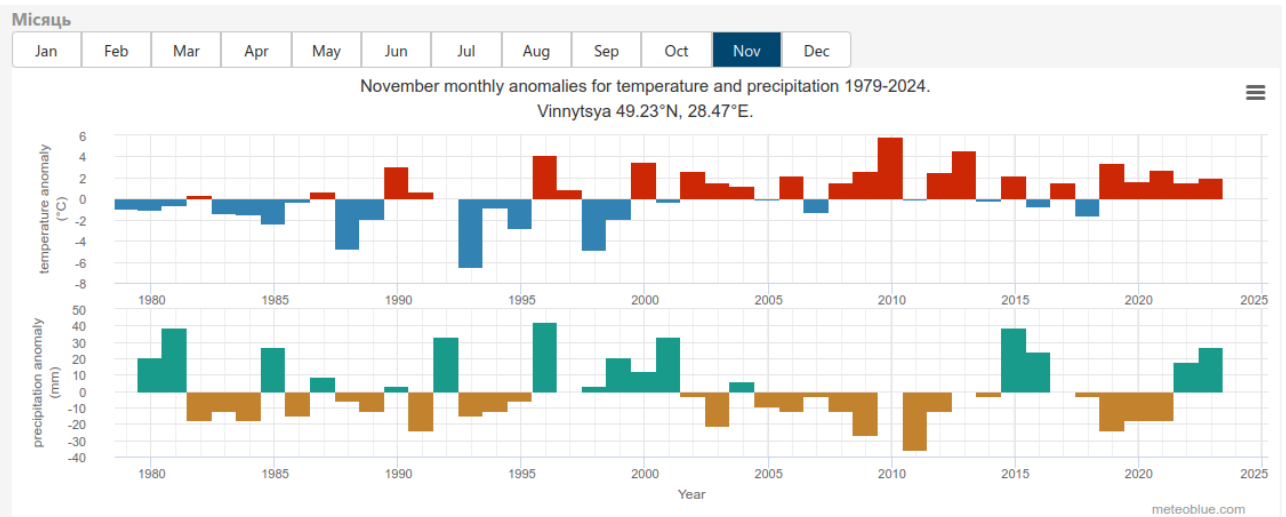 Місяць
Jan Feb Mar Apr May Jun Jul Aug Sep Oct Nov Dec
November monthly anomalies for temperature and precipitation 1979-2024.
Vinnytsya 49.23°N, 28.47°E.
temperature anomaly
(°C)
6
4
2
0
-2
-4
-6
-8
1980 1985 1990 1995 2000 2005 2010 2015 2020 2025
precipitation anomaly
(mm)
50
40
30
20
10
0
-10
-20
-30
-40
1980 1985 1990 1995 2000 2005 2010 2015 2020 2025
Year
meteoblue.com